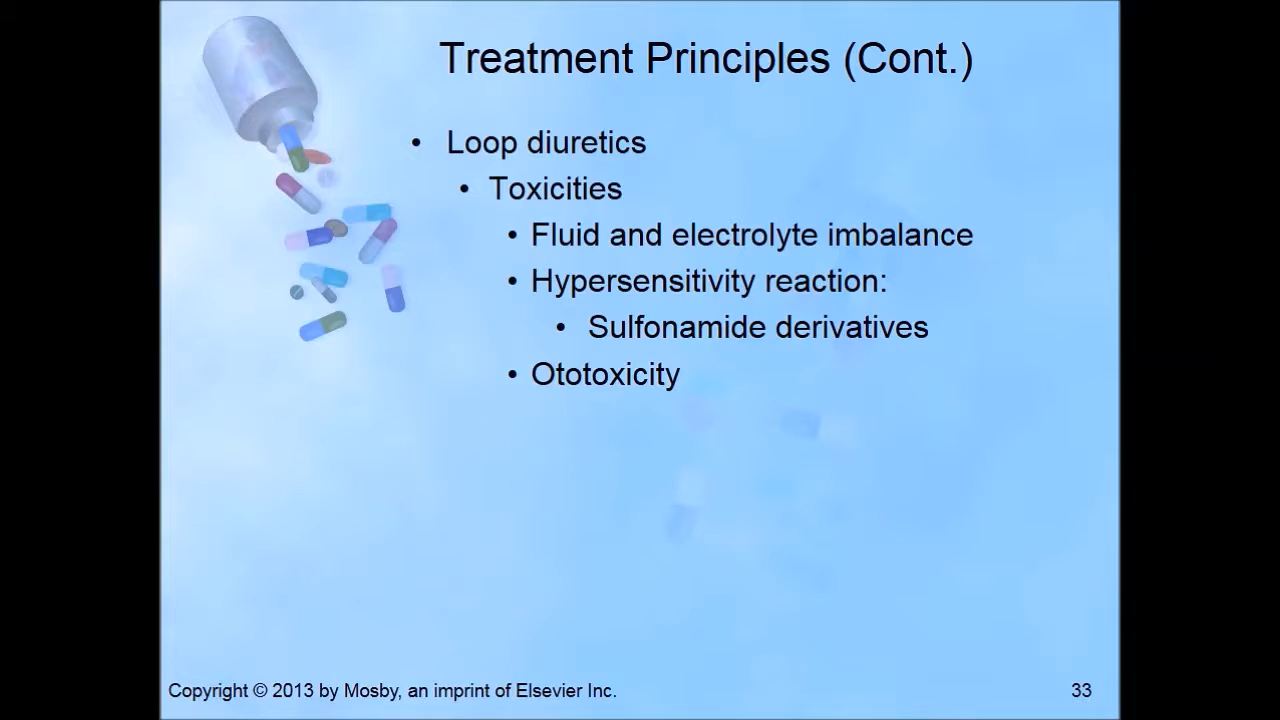 Treatment Principles (Cont.)
• Loop diuretics
• Toxicities
• Fluid and electrolyte imbalance
• Hypersensitivity reaction:
• Sulfonamide derivatives
• Ototoxicity
Copyright © 2013 by Mosby, an imprint of Elsevier Inc.
33